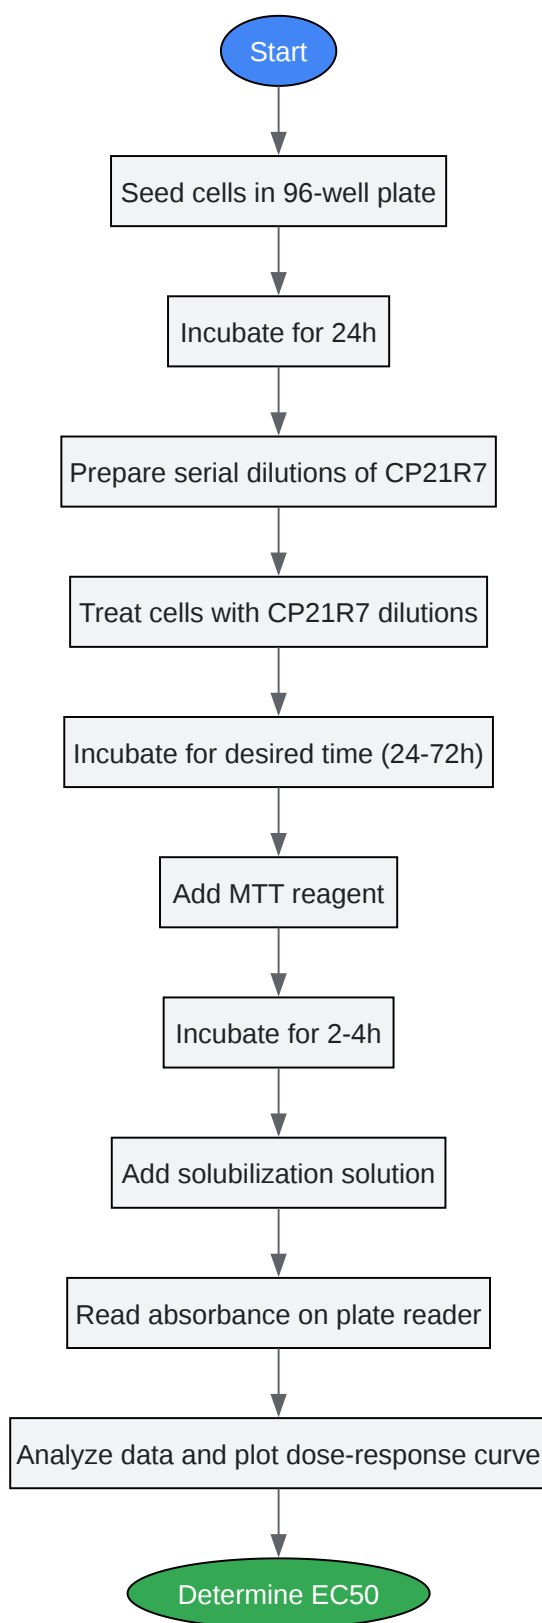 Start
Seed cells in 96-well plate
Incubate for 24h
Prepare serial dilutions of CP21R7
Treat cells with CP21R7 dilutions
Incubate for desired time (24-72h)
Add MTT reagent
Incubate for 2-4h
Add solubilization solution
Read absorbance on plate reader
Analyze data and plot dose-response curve
Determine EC50